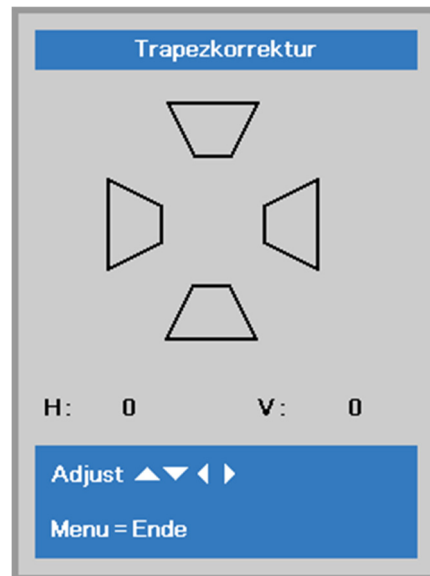 Trapezkorrektur
H: 0 V: 0
Adjust ▲▼◀▶
Menu = Ende